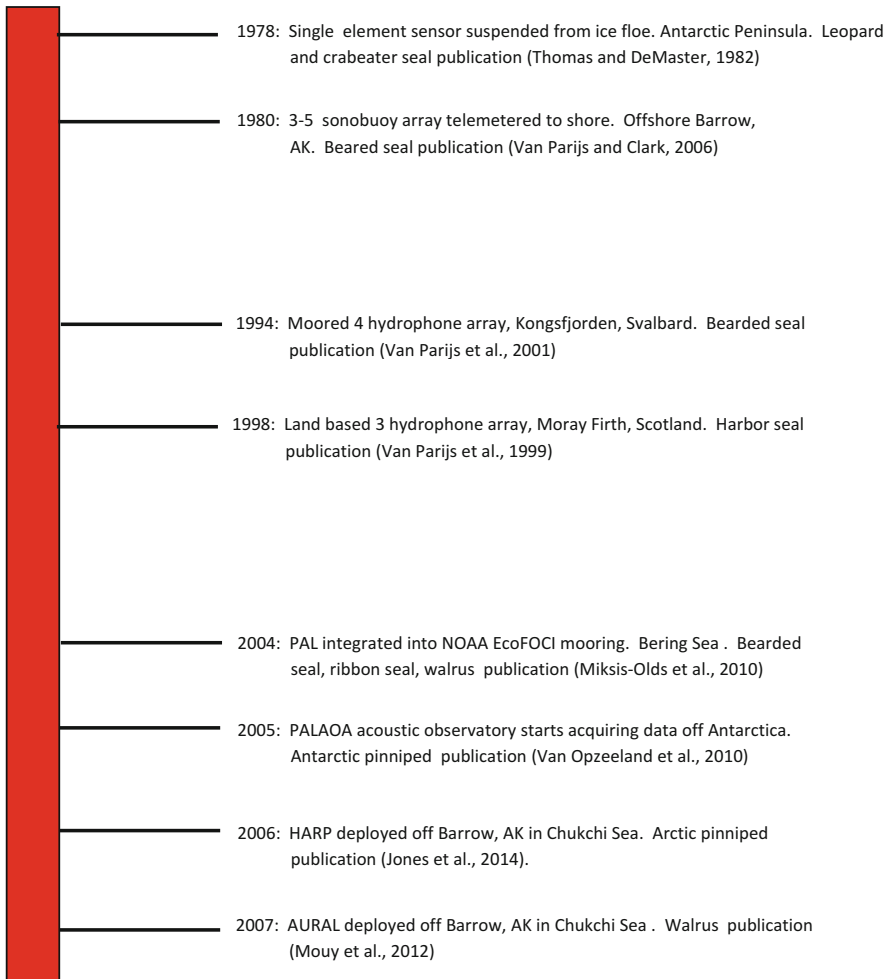 1978: Single element sensor suspended from ice floe. Antarctic Peninsula. Leopard
and crabeater seal publication (Thomas and DeMaster, 1982)
1980: 3-5 sonobuoy array telemetered to shore. Offshore Barrow,
AK. Beared seal publication (Van Parijs and Clark, 2006)
1994: Moored 4 hydrophone array, Kongsfjorden, Svalbard. Bearded seal
publication (Van Parijs et al., 2001)
1998: Land based 3 hydrophone array, Moray Firth, Scotland. Harbor seal
publication (Van Parijs et al., 1999)
2004: PAL integrated into NOAA EcoFOCI mooring. Bering Sea . Bearded
seal, ribbon seal, walrus publication (Miksis-Olds et al., 2010)
2005: PALAOA acoustic observatory starts acquiring data off Antarctica.
Antarctic pinniped publication (Van Opzeeland et al., 2010)
2006: HARP deployed off Barrow, AK in Chukchi Sea. Arctic pinniped
publication (Jones et al., 2014).
2007: AURAL deployed off Barrow, AK in Chukchi Sea . Walrus publication
(Mouy et al., 2012)